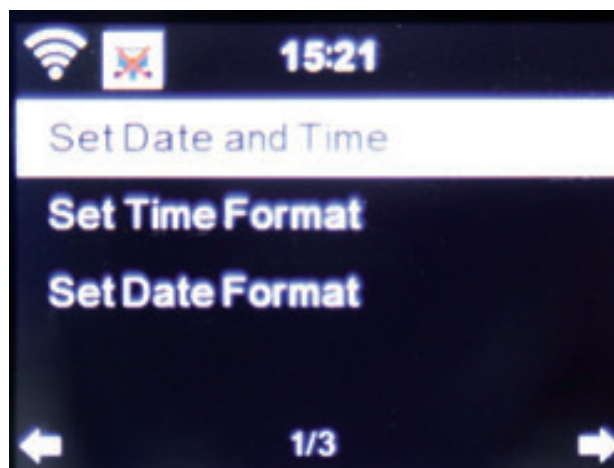 15:21
Set Date and Time
Set Time Format
Set Date Format
1/3